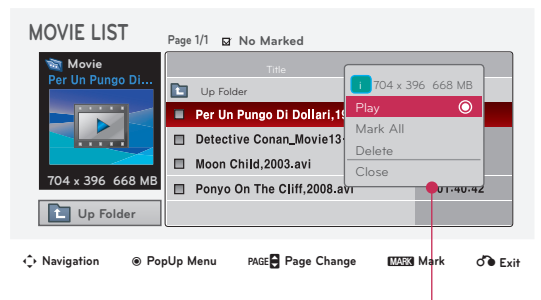 MOVIE LIST
Page 1/1 No Marked
Movie
Per Un Pungo Di...
704 x 396 668 MB
Up Folder
Title
Up Folder
Per Un Pungo Di Dollari,19
Detective Conan_Movie13
Moon Child,2003.avi
Ponyo On The Cliff,2008.avi 01:40:42
i 704 x 396 668 MB
Play
Mark All
Delete
Close
Navigation PopUp Menu PAGE Page Change MARK Mark Exit